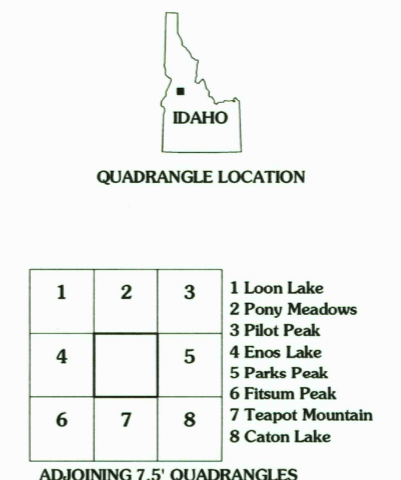 IDAHO
QUADRANGLE LOCATION
1 2 3
4 5
6 7 8
1 Loon Lake
2 Pony Meadows
3 Pilot Peak
4 Enos Lake
5 Parks Peak
6 Fitsum Peak
7 Teapot Mountain
8 Caton Lake
ADJOINING 7.5' QUADRANGLES